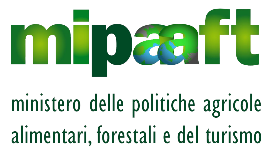 mipaaft
ministero delle politiche agricole
alimentari, forestali e del turismo